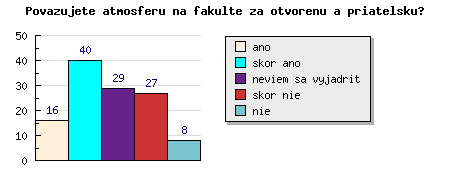 Povazujete atmosferu na fakulte za otvorenu a priatelsku?
50
40
30
20
10
0
16
40
29
27
8
ano
skor ano
neviem sa vyjadrit
skor nie
nie